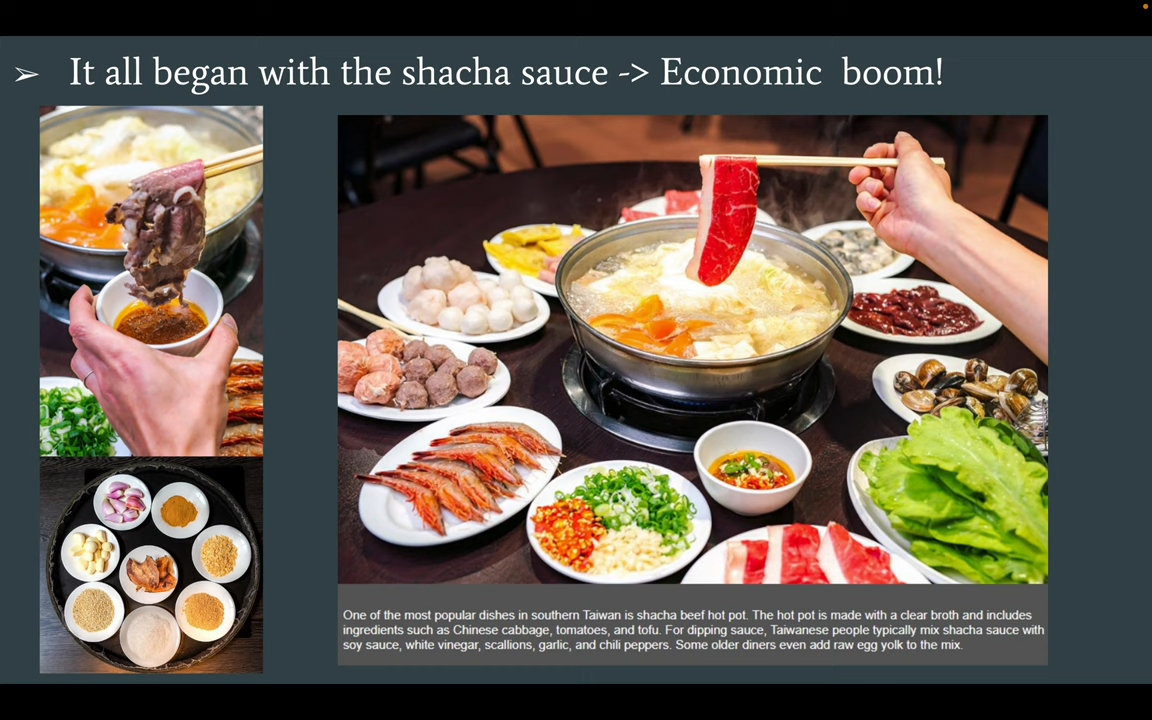 ➢ It all began with the shacha sauce -> Economic boom!
One of the most popular dishes in southern Taiwan is shacha beef hot pot. The hot pot is made with a clear broth and includes
ingredients such as Chinese cabbage, tomatoes, and tofu. For dipping sauce, Taiwanese people typically mix shacha sauce with
soy sauce, white vinegar, scallions, garlic, and chili peppers. Some older diners even add raw egg yolk to the mix.